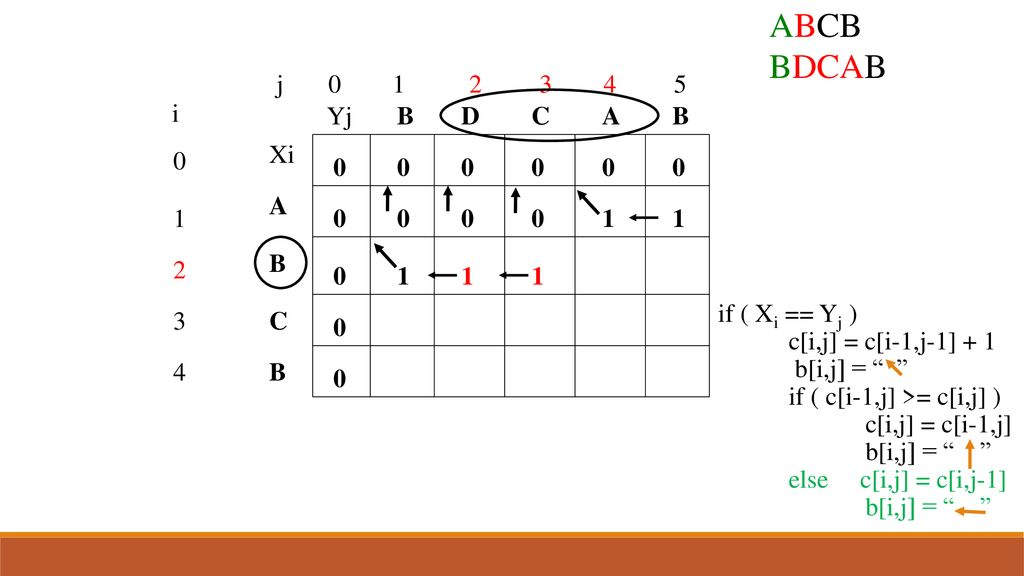 ABCB
BDCAB
j 0 1 2 3 4 5
i Yj B D C A B
0 Xi 0 0 0 0 0 0
1 A 0 0 0 0 1 1
2 B 0 1 1 1
3 C 0
4 B 0
if ( Xi == Yj )
c[i,j] = c[i-1,j-1] + 1
b[i,j] = “ ”
if ( c[i-1,j] >= c[i,j] )
c[i,j] = c[i-1,j]
b[i,j] = “ ”
else c[i,j] = c[i,j-1]
b[i,j] = “ ”